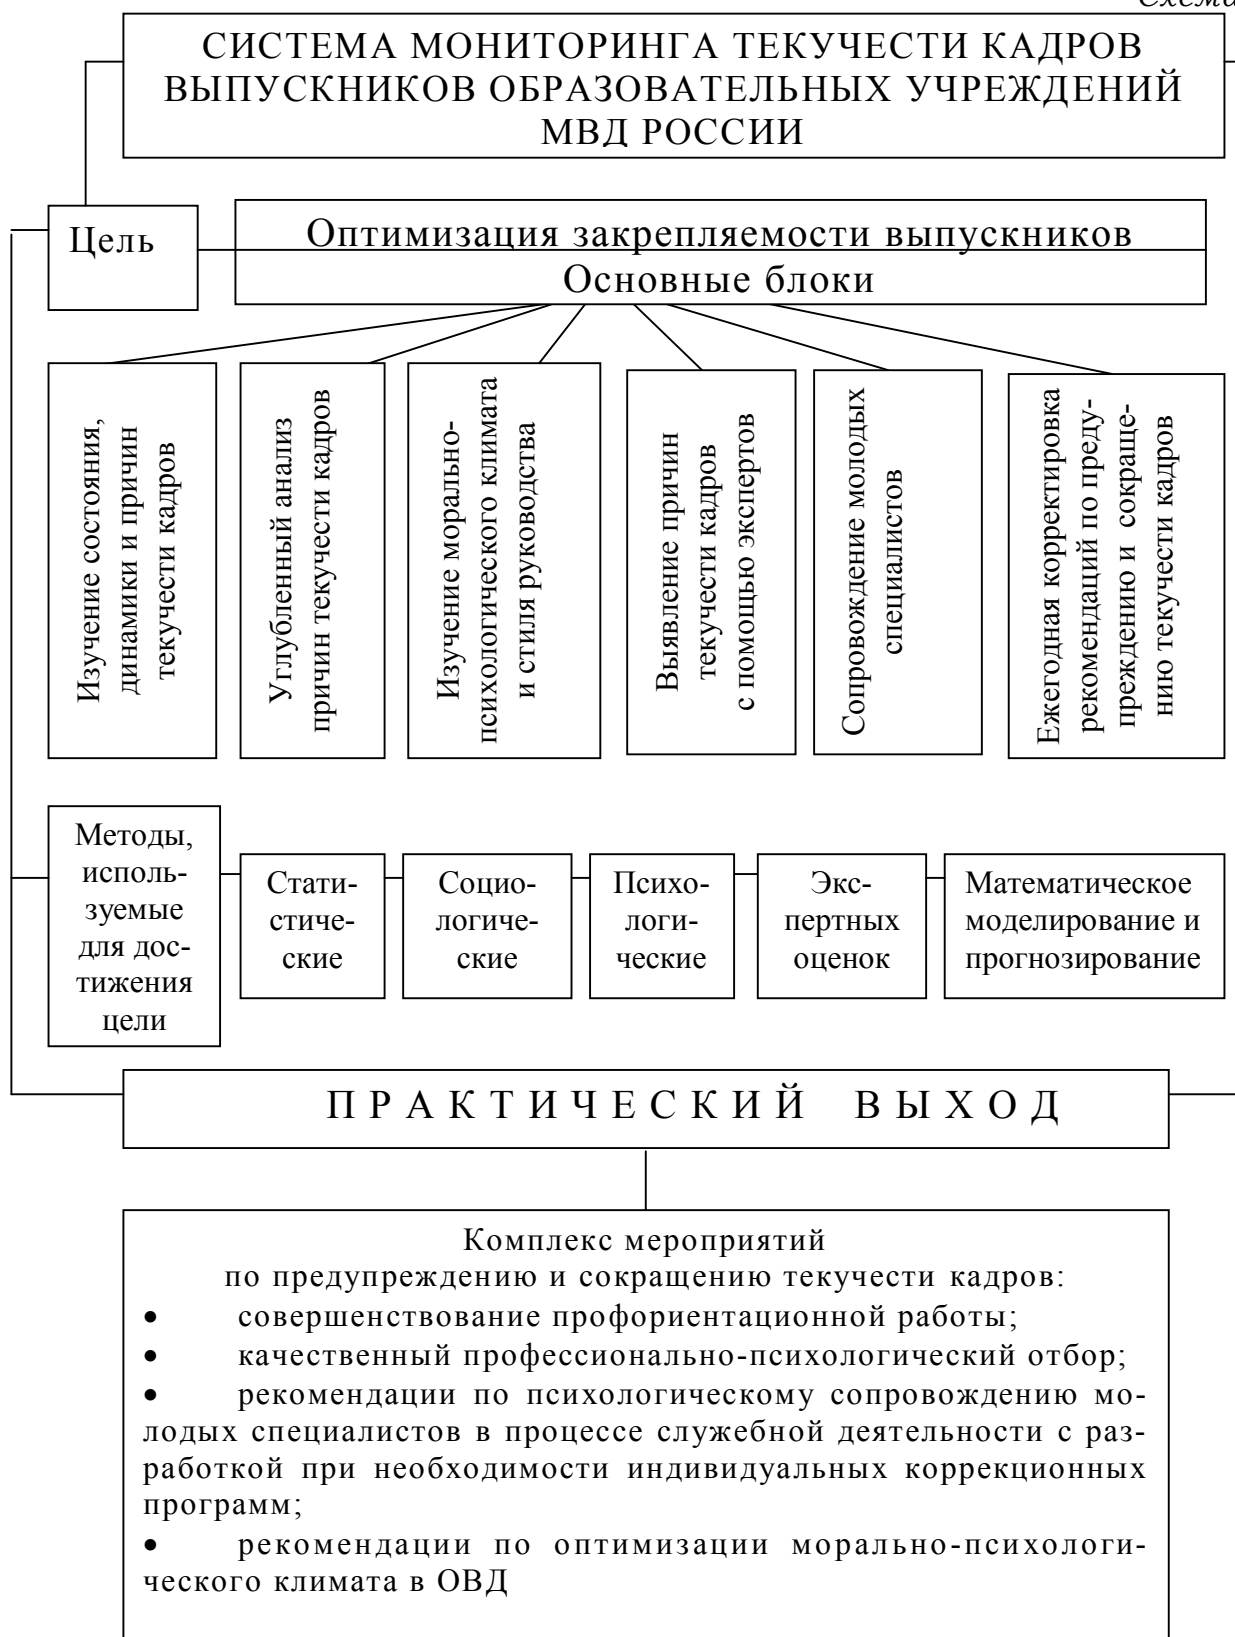 Схема
СИСТЕМА МОНИТОРИНГА ТЕКУЧЕСТИ КАДРОВ
ВЫПУСКНИКОВ ОБРАЗОВАТЕЛЬНЫХ УЧРЕЖДЕНИЙ
МВД РОССИИ
Цель
Оптимизация закрепляемости выпускников
Основные блоки
Изучение состояния,
динамики и причин
текучести кадров
Углубленный анализ
причин текучести кадров
Изучение морально-
психологического климата
и стиля руководства
Выявление причин
текучести кадров
с помощью экспертов
Сопровождение молодых
специалистов
Ежегодная корректировка
рекомендаций по преду-
преждению и сокраще-
нию текучести кадров
Методы,
исполь-
зуемые
для дос-
тижения
цели
Стати-
стиче-
ские
Социо-
логиче-
ские
Психо-
логи-
ческие
Экс-
пертных
оценок
Математическое
моделирование и
прогнозирование
ПРАКТИЧЕСКИЙ ВЫХОД
Комплекс мероприятий
по предупреждению и сокращению текучести кадров:
• совершенствование профориентационной работы;
• качественный профессионально-психологический отбор;
• рекомендации по психологическому сопровождению мо-
лодых специалистов в процессе служебной деятельности с раз-
работкой при необходимости индивидуальных коррекционных
программ;
• рекомендации по оптимизации морально-психологи-
ческого климата в ОВД